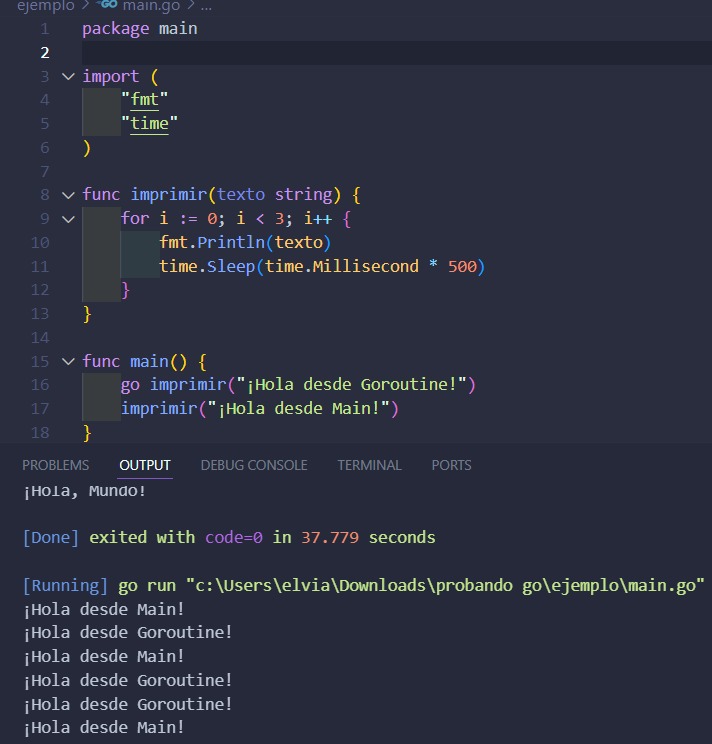 ejemplo > GO main.go > ...
1 package main
2
3 import (
4 "fmt"
5 "time"
6 )
7
8 func imprimir(texto string) {
9 for i := 0; i < 3; i++ {
10 fmt.Println(texto)
11 time.Sleep(time.Millisecond * 500)
12 }
13 }
14
15 func main() {
16 go imprimir("¡Hola desde Goroutine!")
17 imprimir("¡Hola desde Main!")
18 }
PROBLEMS OUTPUT DEBUG CONSOLE TERMINAL PORTS
¡Hola, Mundo!
[Done] exited with code=0 in 37.779 seconds
[Running] go run "c:\Users\elvia\Downloads\probando go\ejemplo\main.go"
¡Hola desde Main!
¡Hola desde Goroutine!
¡Hola desde Main!
¡Hola desde Goroutine!
¡Hola desde Goroutine!
¡Hola desde Main!